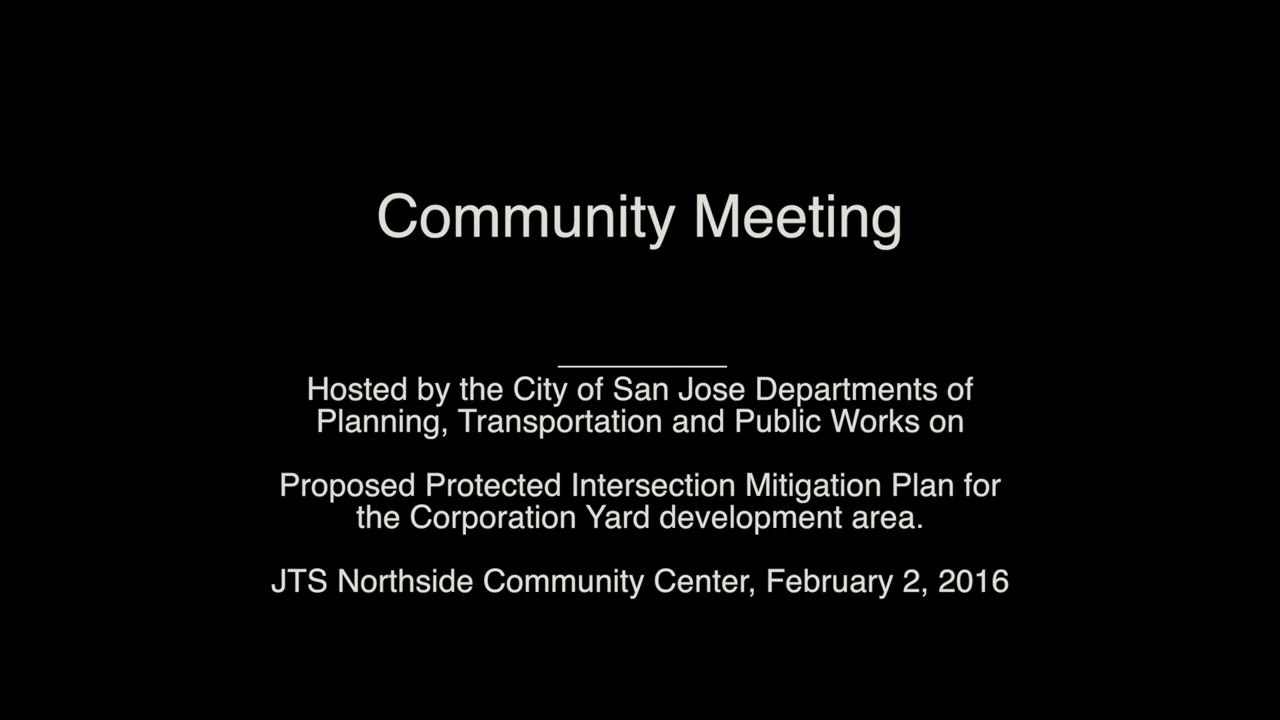 Community Meeting
Hosted by the City of San Jose Departments of
Planning, Transportation and Public Works on
Proposed Protected Intersection Mitigation Plan for
the Corporation Yard development area.
JTS Northside Community Center, February 2, 2016